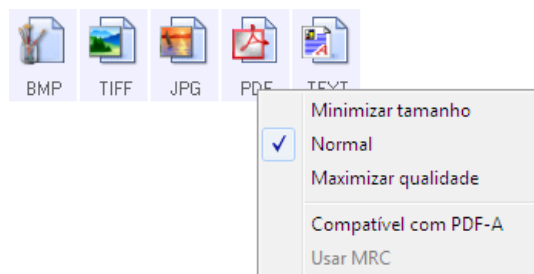 BMP TIFF JPG PDF TEXT
Minimizar tamanho
Normal
Maximizar qualidade
Compatível com PDF-A
Usar MRC